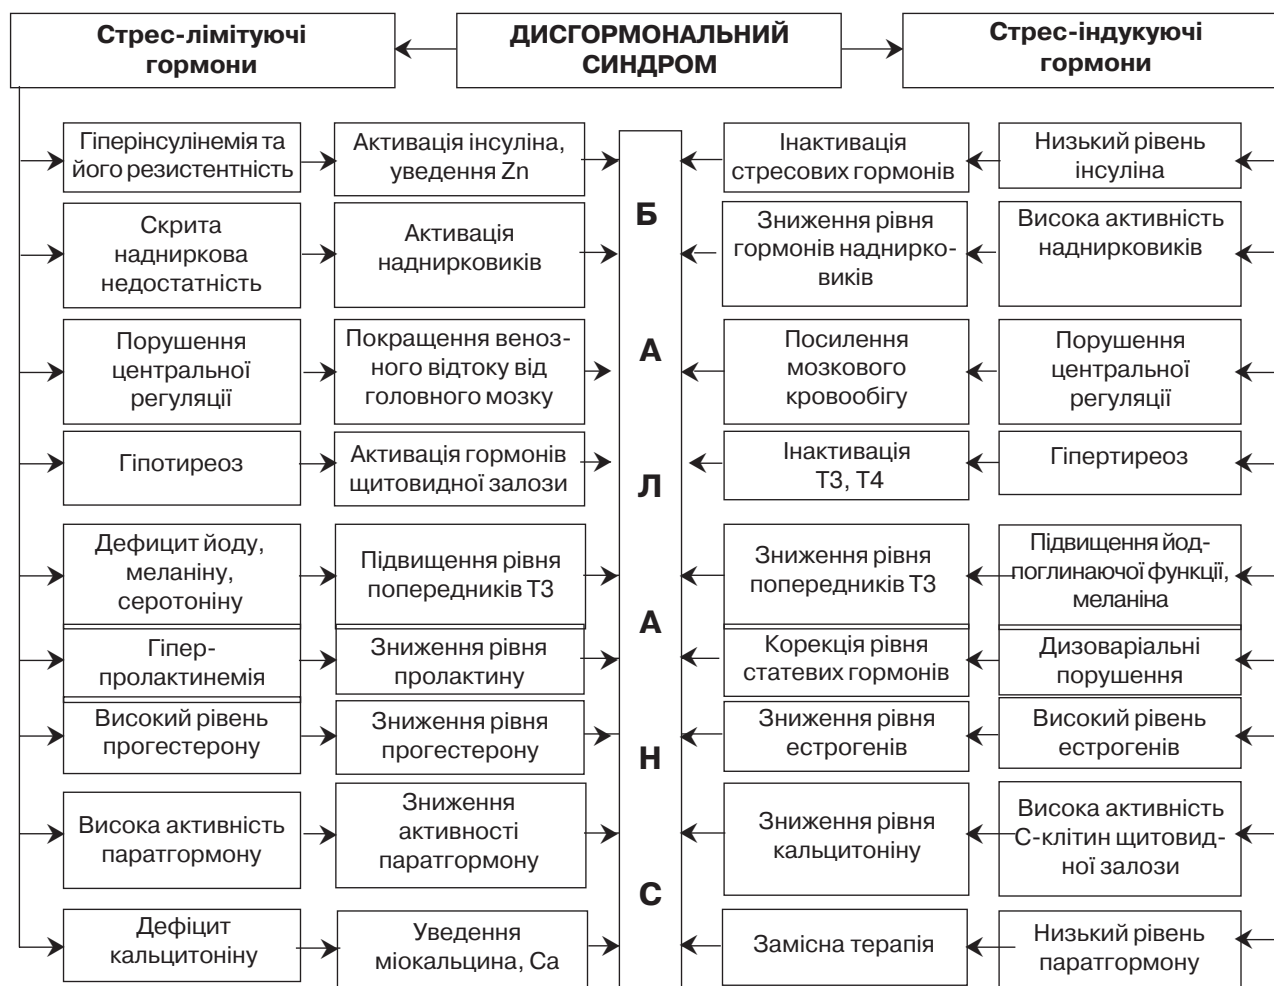 Стрес-лімітуючі
гормони
ДИСГОРМОНАЛЬНИЙ
СИНДРОМ
Стрес-індукуючі
гормони
Гіперінсулінемія та
його резистентність
Активація інсуліна,
уведення Zn
Інактивація
стресових гормонів
Низький рівень
інсуліна
Скрита
надниркова
недостатність
Активація
наднирковиків
Зниження рівня
гормонів наднирко-
виків
Висока активність
наднирковиків
Порушення
центральної
регуляції
Покращення веноз-
ного відтоку від
головного мозку
Посилення
мозкового
кровообігу
Порушення
центральної
регуляції
Гіпотиреоз
Активація гормонів
щитовидної залози
Інактивація
Т3, Т4
Гіпертиреоз
Дефицит йоду,
меланіну,
серотоніну
Підвищення рівня
попередників Т3
Зниження рівня
попередників Т3
Підвищення йод-
поглинаючої функції,
меланіна
Гіпер-
пролактинемія
Зниження рівня
пролактину
Корекція рівня
статевих гормонів
Дизоваріальні
порушення
Високий рівень
прогестерону
Зниження рівня
прогестерону
Зниження рівня
естрогенів
Високий рівень
естрогенів
Висока активність
паратгормону
Зниження
активності
паратгормону
Зниження рівня
кальцитоніну
Висока активність
С-клітин щитовид-
ної залози
Дефіцит
кальцитоніну
Уведення
міокальцина, Са
Замісна терапія
Низький рівень
паратгормону
Б
А
Л
А
Н
С